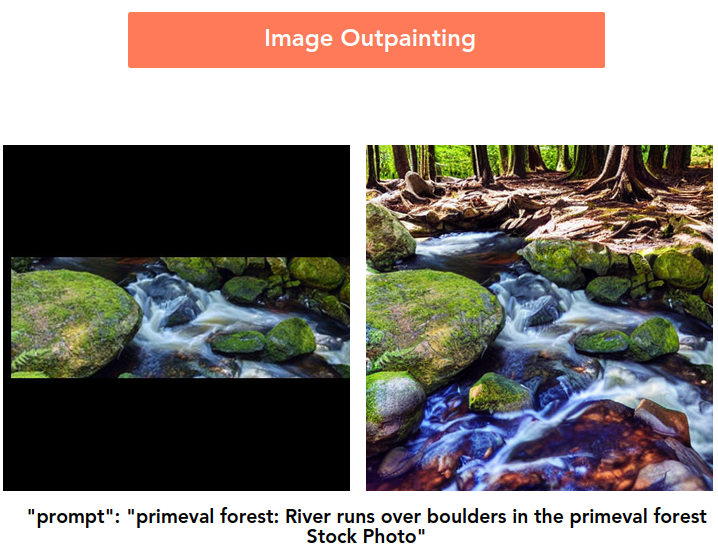 Image Outpainting
"prompt": "primeval forest: River runs over boulders in the primeval forest
Stock Photo"